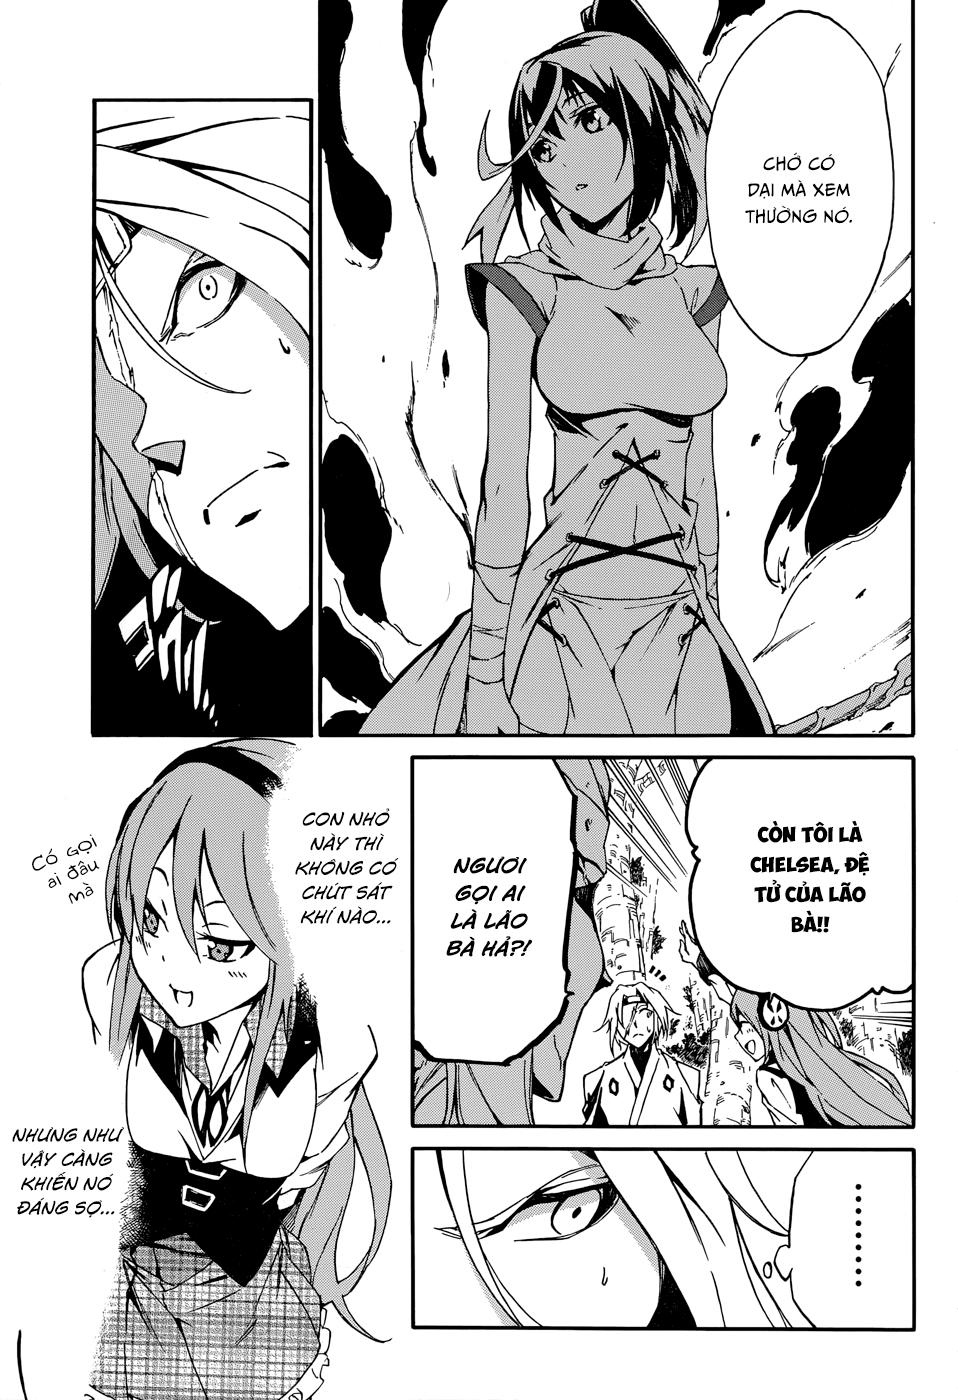 CHỚ CÓ
DẠI MÀ XEM
THƯỜNG NÓ.
CÒN TÔI LÀ
CHELSEA, ĐỆ
TỬ CỦA LÃO
BÀ!!
NGƯƠI
GỌI AI
LÀ LÃO
BÀ HẢ?!
.........
CON NHỎ
NÀY THÌ
KHÔNG CÓ
CHÚT SÁT
KHÍ NÀO...
Có gọi
ai đâu
mà
NHƯNG NHƯ
VẬY CÀNG
KHIẾN NÓ
ĐÁNG SỢ...